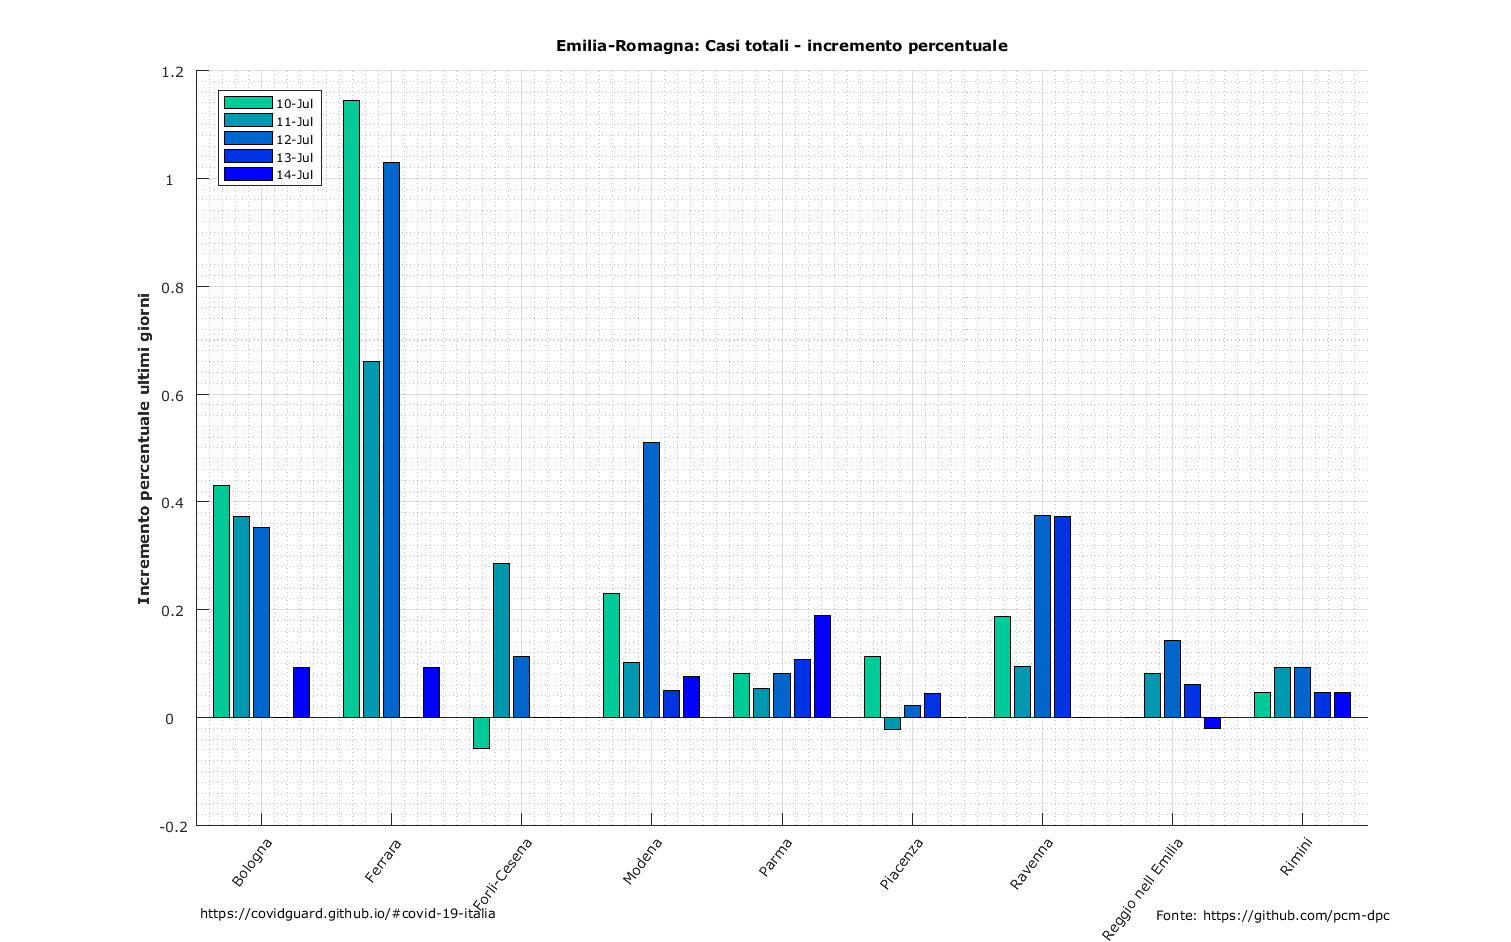 Emilia-Romagna: Casi totali - incremento percentuale
1.2
1
0.8
0.6
0.4
0.2
0
-0.2
Incremento percentuale ultimi giorni
10-Jul
11-Jul
12-Jul
13-Jul
14-Jul
Bologna
Ferrara
Forlì-Cesena
Modena
Parma
Piacenza
Ravenna
Reggio nell Emilia
Rimini
https://covidguard.github.io/#covid-19-italia
Fonte: https://github.com/pcm-dpc